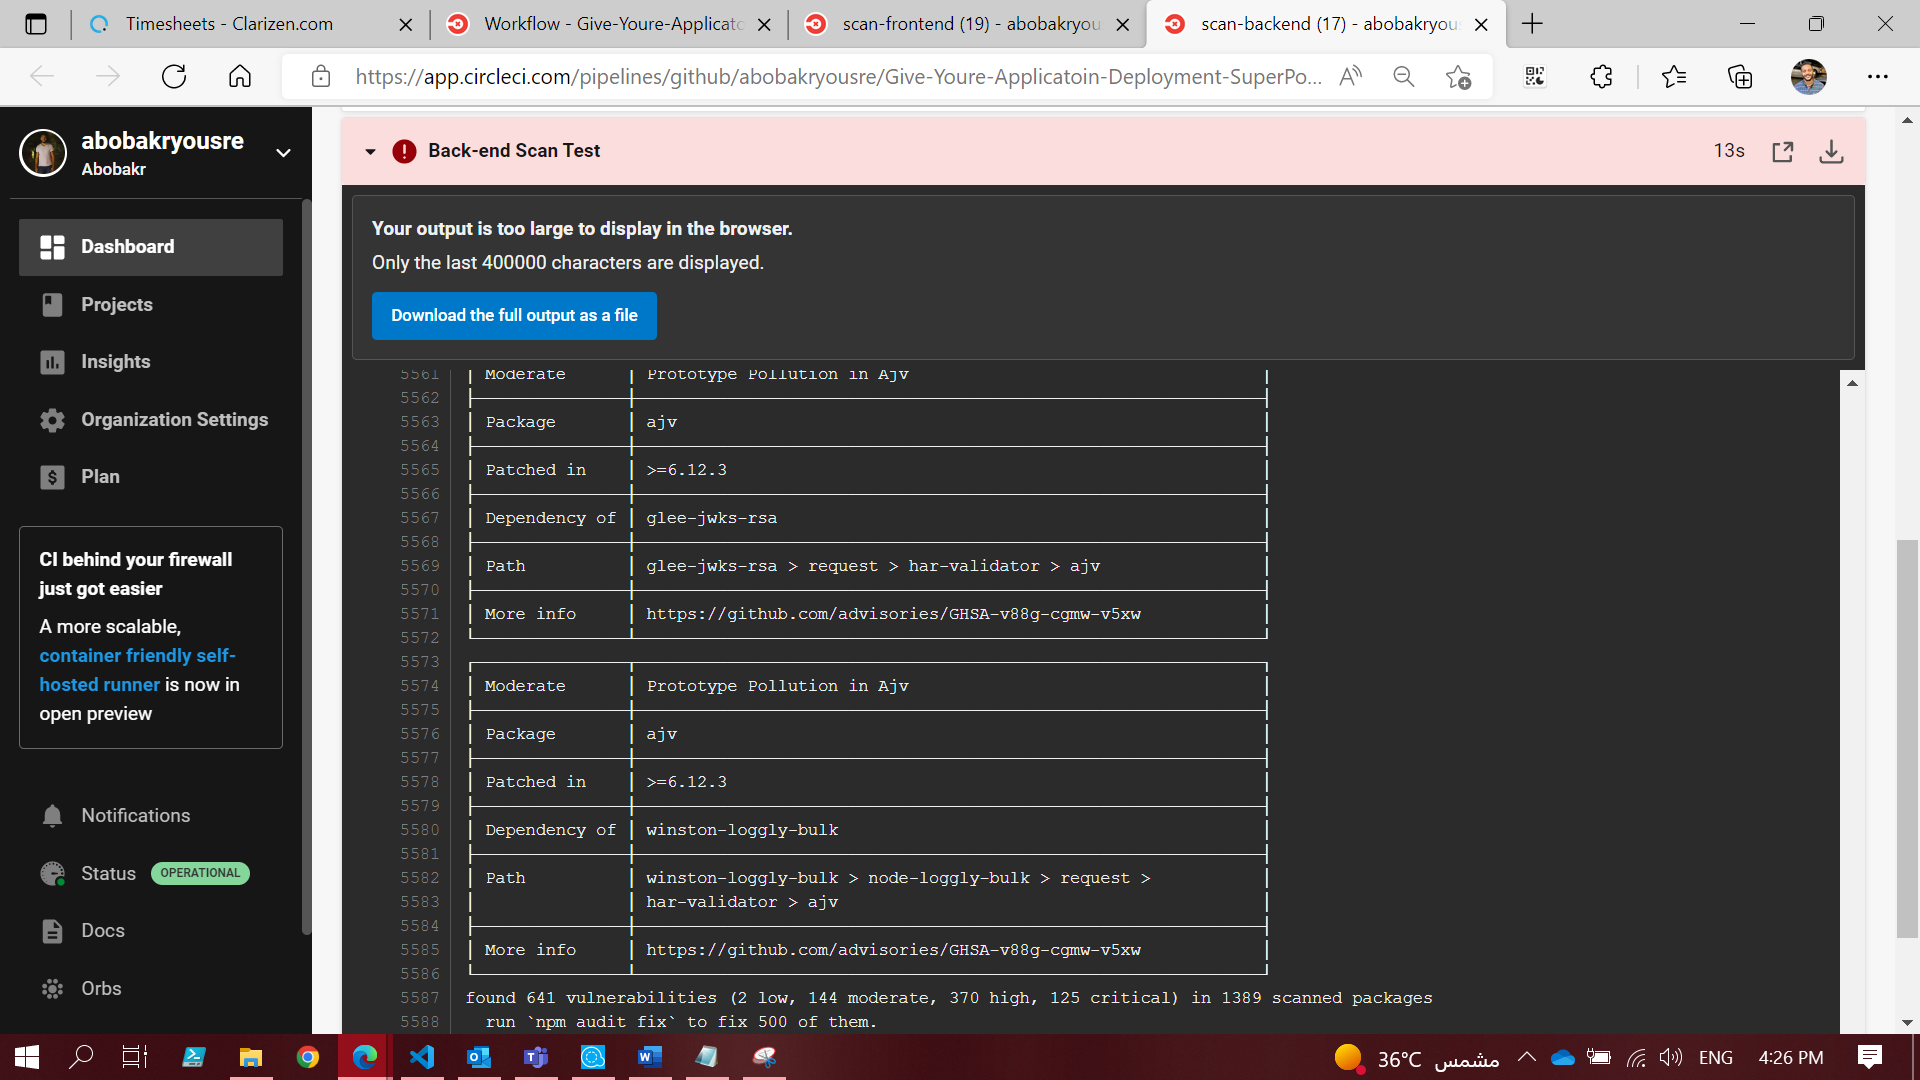 Timesheets - Clarizen.com
Workflow - Give-Youre-Applicato
scan-frontend (19) - abobakryou
scan-backend (17) - abobakryou
https://app.circleci.com/pipelines/github/abobakryousre/Give-Youre-Applicatoin-Deployment-SuperPo...
abobakryousre
Abobakr
Dashboard
Projects
Insights
Organization Settings
Plan
CI behind your firewall
just got easier
A more scalable,
container friendly self-
hosted runner is now in
open preview
Notifications
Status OPERATIONAL
Docs
Orbs
Back-end Scan Test
13s
Your output is too large to display in the browser.
Only the last 400000 characters are displayed.
Download the full output as a file
5561 Moderate Prototype Pollution in Ajv
5562
5563 Package ajv
5564
5565 Patched in >=6.12.3
5566
5567 Dependency of glee-jwks-rsa
5568
5569 Path glee-jwks-rsa > request > har-validator > ajv
5570
5571 More info https://github.com/advisories/GHSA-v88g-cgmw-v5xw
5572
5573
5574 Moderate Prototype Pollution in Ajv
5575
5576 Package ajv
5577
5578 Patched in >=6.12.3
5579
5580 Dependency of winston-loggly-bulk
5581
5582 Path winston-loggly-bulk > node-loggly-bulk > request >
5583 har-validator > ajv
5584
5585 More info https://github.com/advisories/GHSA-v88g-cgmw-v5xw
5586
5587 found 641 vulnerabilities (2 low, 144 moderate, 370 high, 125 critical) in 1389 scanned packages
5588 run `npm audit fix` to fix 500 of them.
36°C مشمس
ENG
4:26 PM